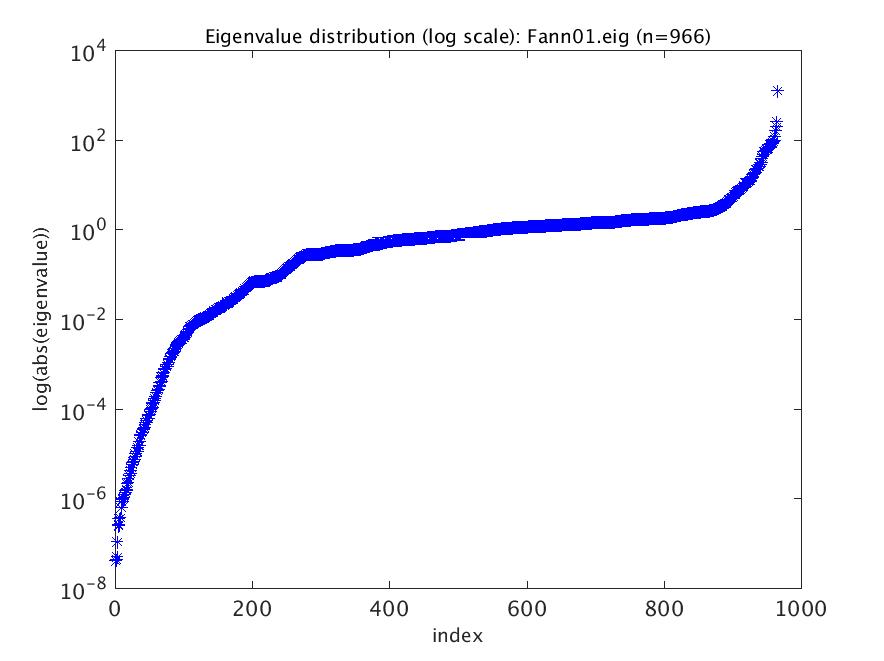 Eigenvalue distribution (log scale): Fann01.eig (n=966)
10^4
10^2
10^0
10^-2
10^-4
10^-6
10^-8
log(abs(eigenvalue))
0 200 400 600 800 1000
index